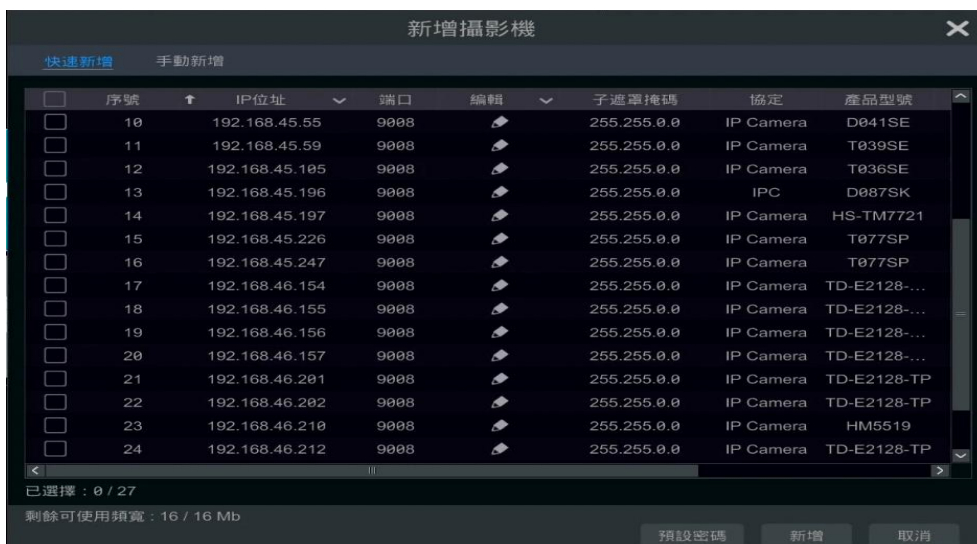 新增攝影機
快速新增 手動新增
序號 IP位址 端口 編輯 子遮罩掩碼 協定 產品型號
10 192.168.45.55 9008 255.255.0.0 IP Camera D041SE
11 192.168.45.59 9008 255.255.0.0 IP Camera T039SE
12 192.168.45.105 9008 255.255.0.0 IP Camera T036SE
13 192.168.45.196 9008 255.255.0.0 IPC D087SK
14 192.168.45.197 9008 255.255.0.0 IP Camera HS-TM7721
15 192.168.45.226 9008 255.255.0.0 IP Camera T077SP
16 192.168.45.247 9008 255.255.0.0 IP Camera T077SP
17 192.168.46.154 9008 255.255.0.0 IP Camera TD-E2128-...
18 192.168.46.155 9008 255.255.0.0 IP Camera TD-E2128-...
19 192.168.46.156 9008 255.255.0.0 IP Camera TD-E2128-...
20 192.168.46.157 9008 255.255.0.0 IP Camera TD-E2128-...
21 192.168.46.201 9008 255.255.0.0 IP Camera TD-E2128-TP
22 192.168.46.202 9008 255.255.0.0 IP Camera TD-E2128-TP
23 192.168.46.210 9008 255.255.0.0 IP Camera HM5519
24 192.168.46.212 9008 255.255.0.0 IP Camera TD-E2128-TP
已選擇：0/27
剩餘可使用頻寬：16 / 16 Mb
預設密碼 新增 取消